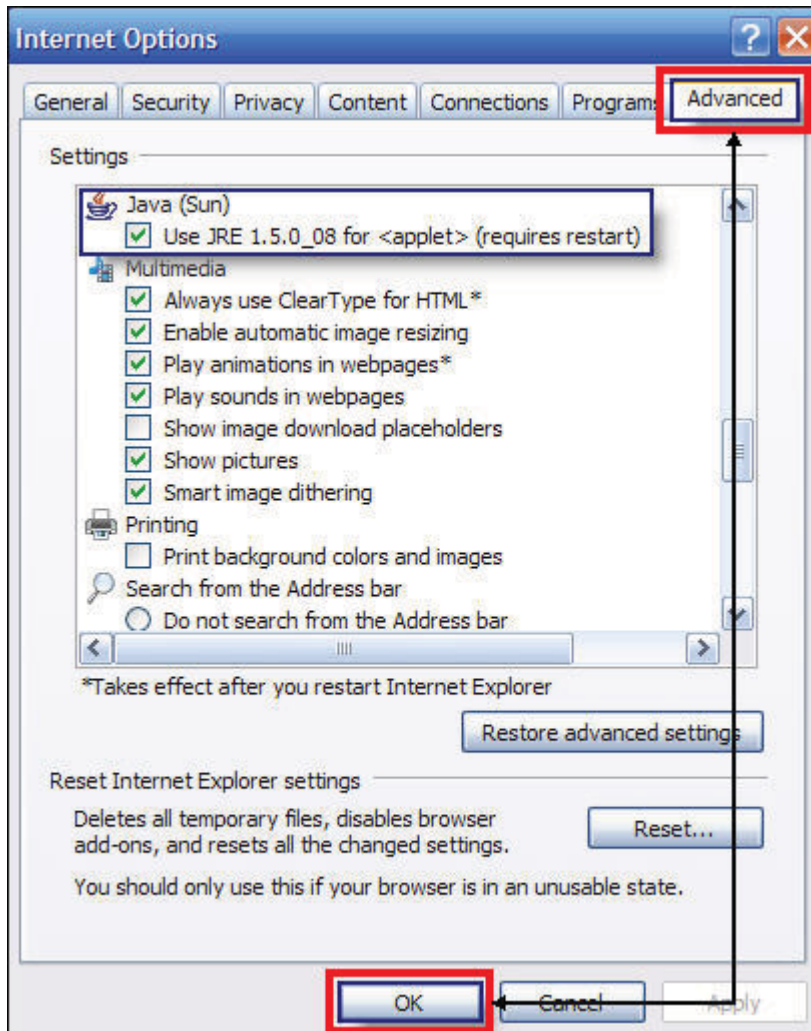 Internet Options
General Security Privacy Content Connections Programs Advanced
Settings
Java (Sun)
Use JRE 1.5.0_08 for <applet> (requires restart)
Multimedia
Always use ClearType for HTML*
Enable automatic image resizing
Play animations in webpages*
Play sounds in webpages
Show image download placeholders
Show pictures
Smart image dithering
Printing
Print background colors and images
Search from the Address bar
Do not search from the Address bar
*Takes effect after you restart Internet Explorer
Restore advanced settings
Reset Internet Explorer settings
Deletes all temporary files, disables browser
add-ons, and resets all the changed settings.
Reset...
You should only use this if your browser is in an unusable state.
OK Cancel Apply